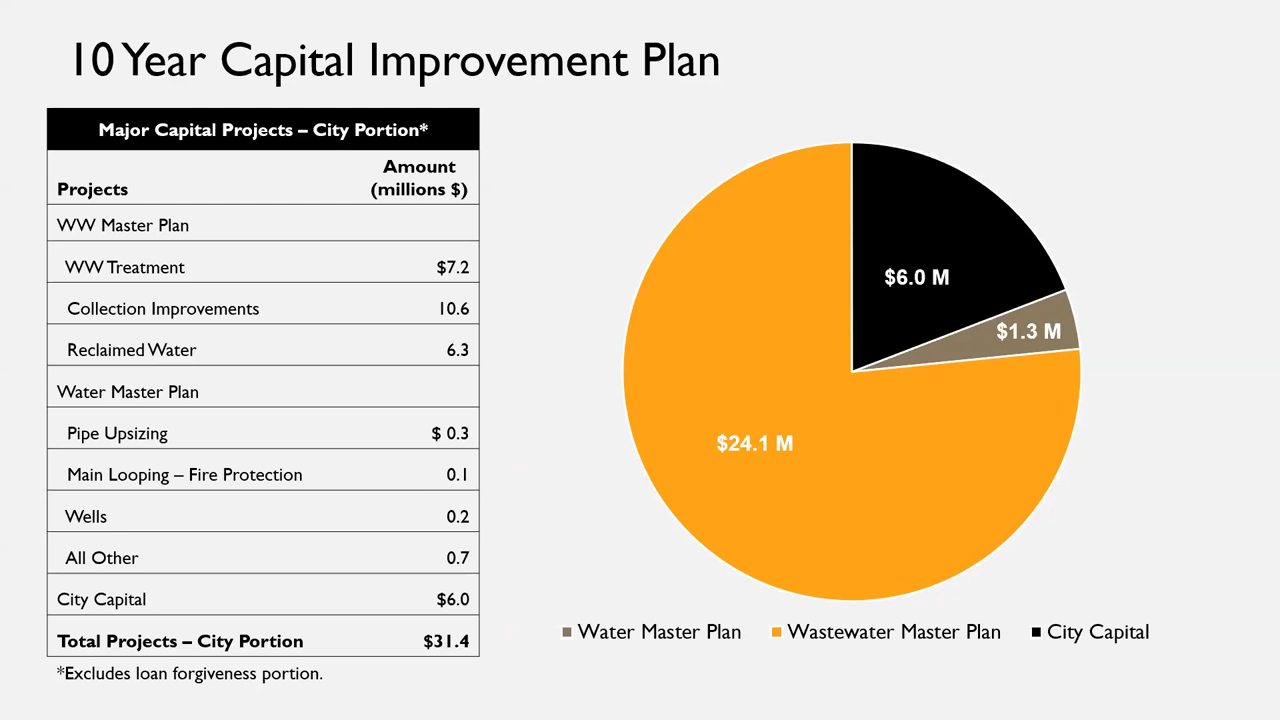 10 Year Capital Improvement Plan
Major Capital Projects – City Portion*
Projects Amount (millions $)
WW Master Plan
WW Treatment $7.2
Collection Improvements 10.6
Reclaimed Water 6.3
Water Master Plan
Pipe Upsizing $ 0.3
Main Looping – Fire Protection 0.1
Wells 0.2
All Other 0.7
City Capital $6.0
Total Projects – City Portion $31.4
*Excludes loan forgiveness portion.
$6.0 M
$1.3 M
$24.1 M
Water Master Plan Wastewater Master Plan City Capital